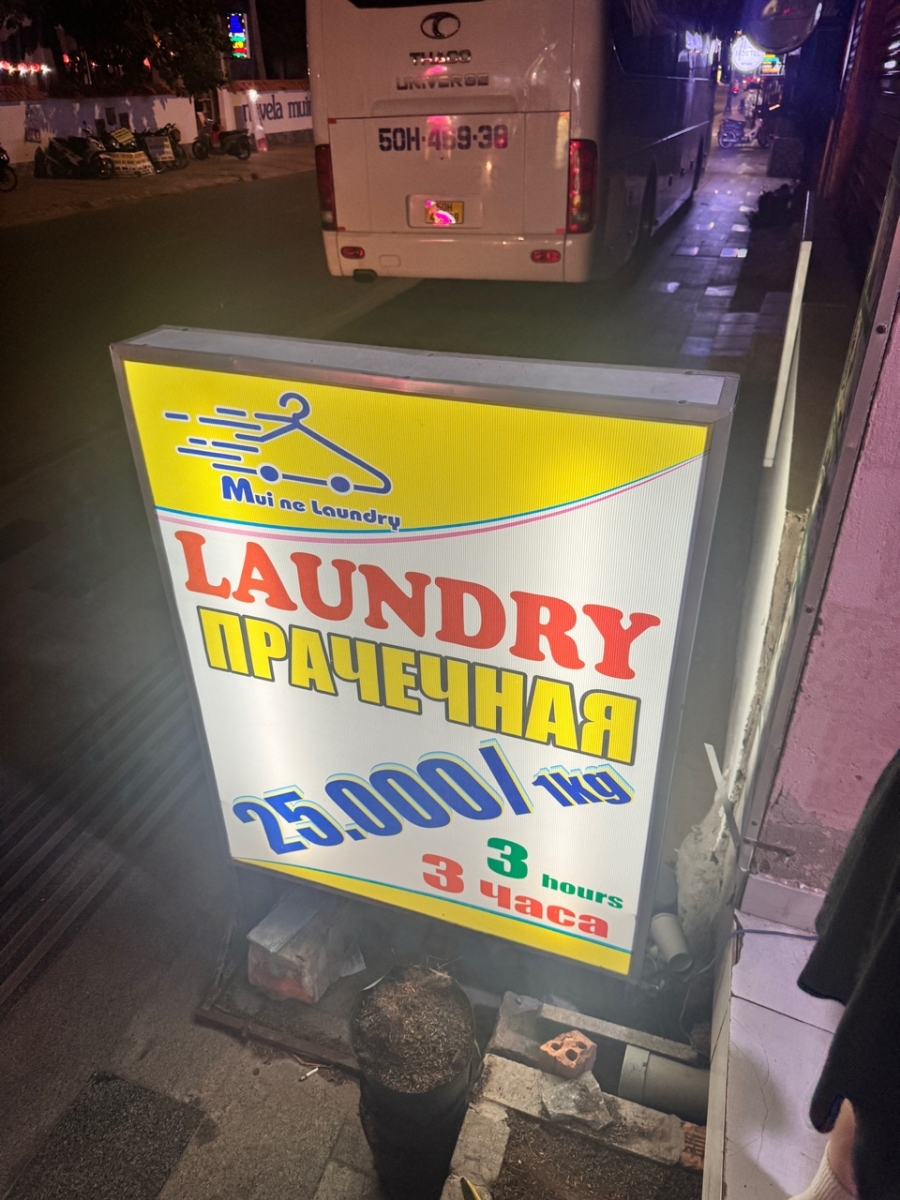 THACO
UNIVERSE
50H-469-38
Mui ne Laundry
LAUNDRY
ПРАЧЕЧНАЯ
25.000/ 1kg
3 hours
3 часа